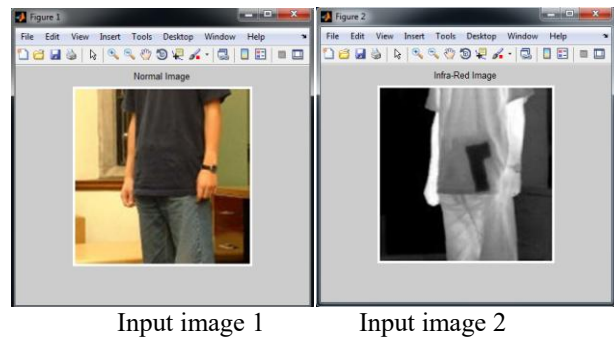 Figure 1
File Edit View Insert Tools Desktop Window Help
Normal Image
Figure 2
File Edit View Insert Tools Desktop Window Help
Infra-Red Image
Input image 1 Input image 2